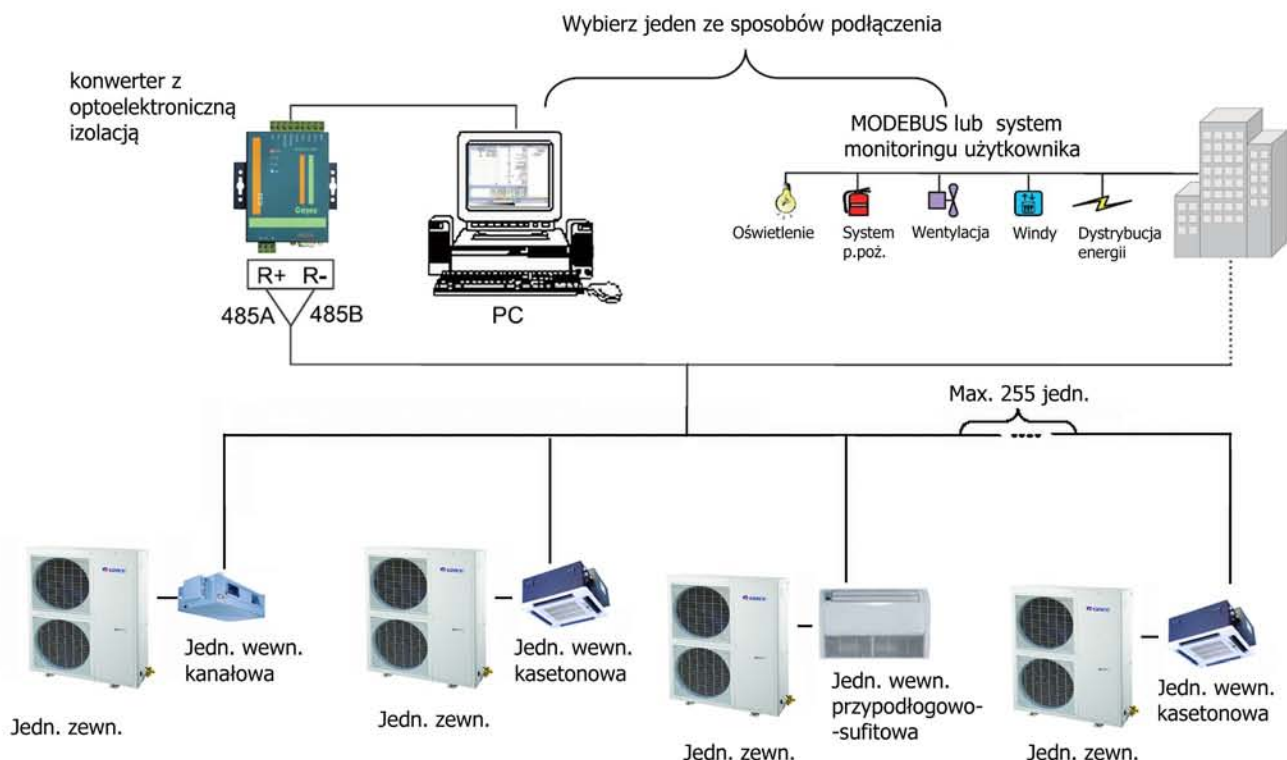 Wybierz jeden ze sposobów podłączenia
konwerter z
optoelektroniczną
izolacją
MODEBUS lub system
monitoringu użytkownika
Oświetlenie
System
p.poż.
Wentylacja
Windy
Dystrybucja
energii
R+ R-
485A
485B
PC
Max. 255 jedn.
Jedn. wewn.
kanałowa
Jedn. zewn.
Jedn. wewn.
kasetonowa
Jedn. zewn.
Jedn. wewn.
przypodłogowo-
-sufitowa
Jedn. zewn.
Jedn. wewn.
kasetonowa
Jedn. zewn.